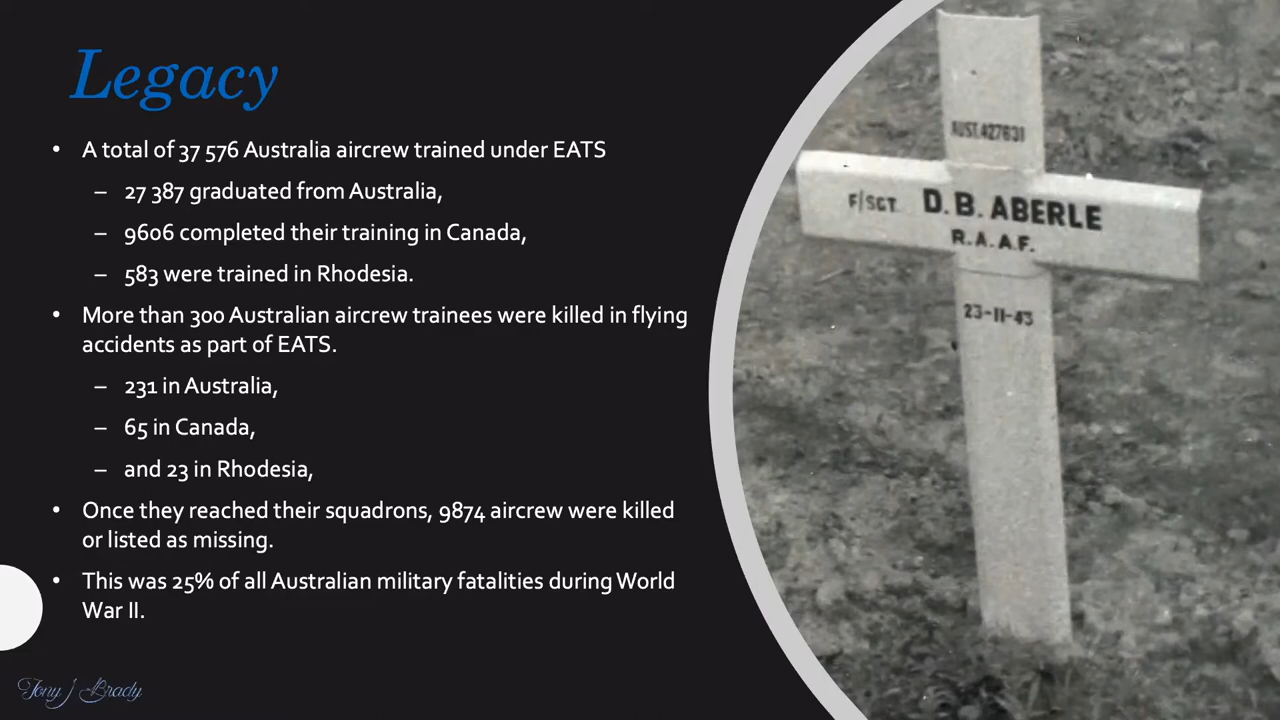 Legacy
• A total of 37 576 Australia aircrew trained under EATS
– 27 387 graduated from Australia,
– 9606 completed their training in Canada,
– 583 were trained in Rhodesia.
• More than 300 Australian aircrew trainees were killed in flying
accidents as part of EATS.
– 231 in Australia,
– 65 in Canada,
– and 23 in Rhodesia,
• Once they reached their squadrons, 9874 aircrew were killed
or listed as missing.
• This was 25% of all Australian military fatalities during World
War II.
Tony J Brady
AUST.427631
F/SGT. D.B. ABERLE
R.A.A.F.
23-11-43